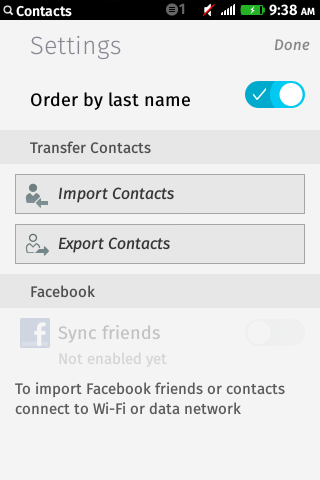 Contacts 1 9:38 AM
Settings Done
Order by last name
Transfer Contacts
Import Contacts
Export Contacts
Facebook
Sync friends
Not enabled yet
To import Facebook friends or contacts
connect to Wi-Fi or data network